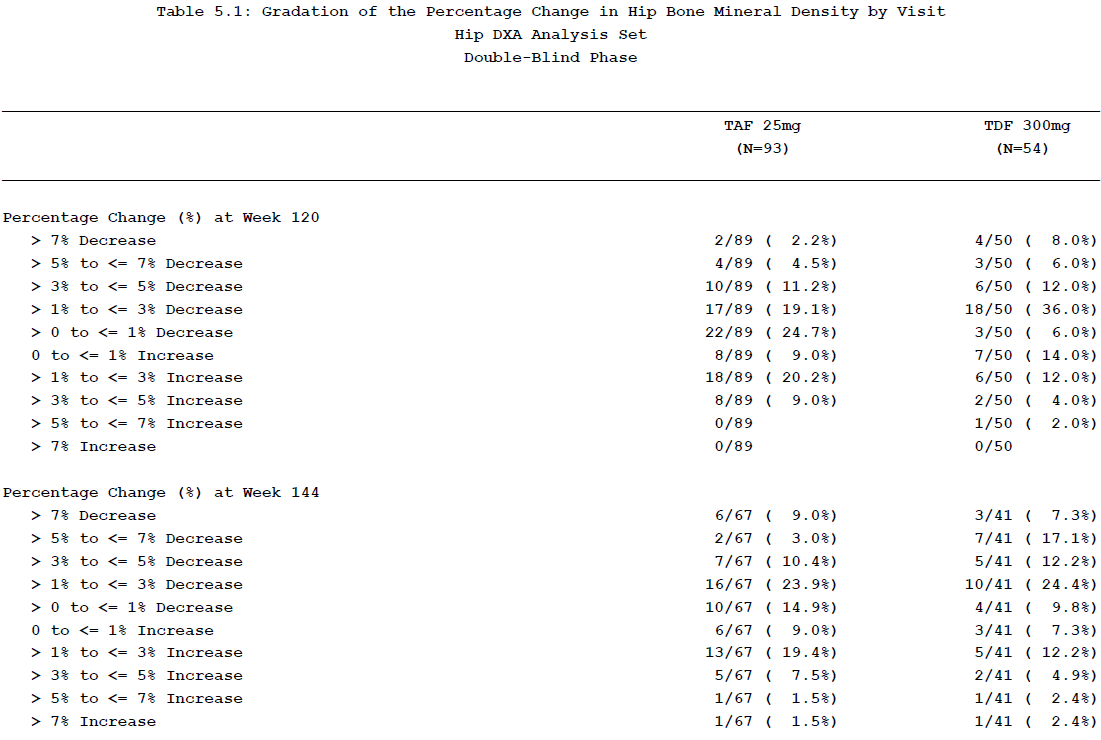 Table 5.1: Gradation of the Percentage Change in Hip Bone Mineral Density by Visit
Hip DXA Analysis Set
Double-Blind Phase
TAF 25mg TDF 300mg
(N=93) (N=54)
Percentage Change (%) at Week 120
> 7% Decrease 2/89 ( 2.2%) 4/50 ( 8.0%)
> 5% to <= 7% Decrease 4/89 ( 4.5%) 3/50 ( 6.0%)
> 3% to <= 5% Decrease 10/89 ( 11.2%) 6/50 ( 12.0%)
> 1% to <= 3% Decrease 17/89 ( 19.1%) 18/50 ( 36.0%)
> 0 to <= 1% Decrease 22/89 ( 24.7%) 3/50 ( 6.0%)
0 to <= 1% Increase 8/89 ( 9.0%) 7/50 ( 14.0%)
> 1% to <= 3% Increase 18/89 ( 20.2%) 6/50 ( 12.0%)
> 3% to <= 5% Increase 8/89 ( 9.0%) 2/50 ( 4.0%)
> 5% to <= 7% Increase 0/89 1/50 ( 2.0%)
> 7% Increase 0/89 0/50
Percentage Change (%) at Week 144
> 7% Decrease 6/67 ( 9.0%) 3/41 ( 7.3%)
> 5% to <= 7% Decrease 2/67 ( 3.0%) 7/41 ( 17.1%)
> 3% to <= 5% Decrease 7/67 ( 10.4%) 5/41 ( 12.2%)
> 1% to <= 3% Decrease 16/67 ( 23.9%) 10/41 ( 24.4%)
> 0 to <= 1% Decrease 10/67 ( 14.9%) 4/41 ( 9.8%)
0 to <= 1% Increase 6/67 ( 9.0%) 3/41 ( 7.3%)
> 1% to <= 3% Increase 13/67 ( 19.4%) 5/41 ( 12.2%)
> 3% to <= 5% Increase 5/67 ( 7.5%) 2/41 ( 4.9%)
> 5% to <= 7% Increase 1/67 ( 1.5%) 1/41 ( 2.4%)
> 7% Increase 1/67 ( 1.5%) 1/41 ( 2.4%)